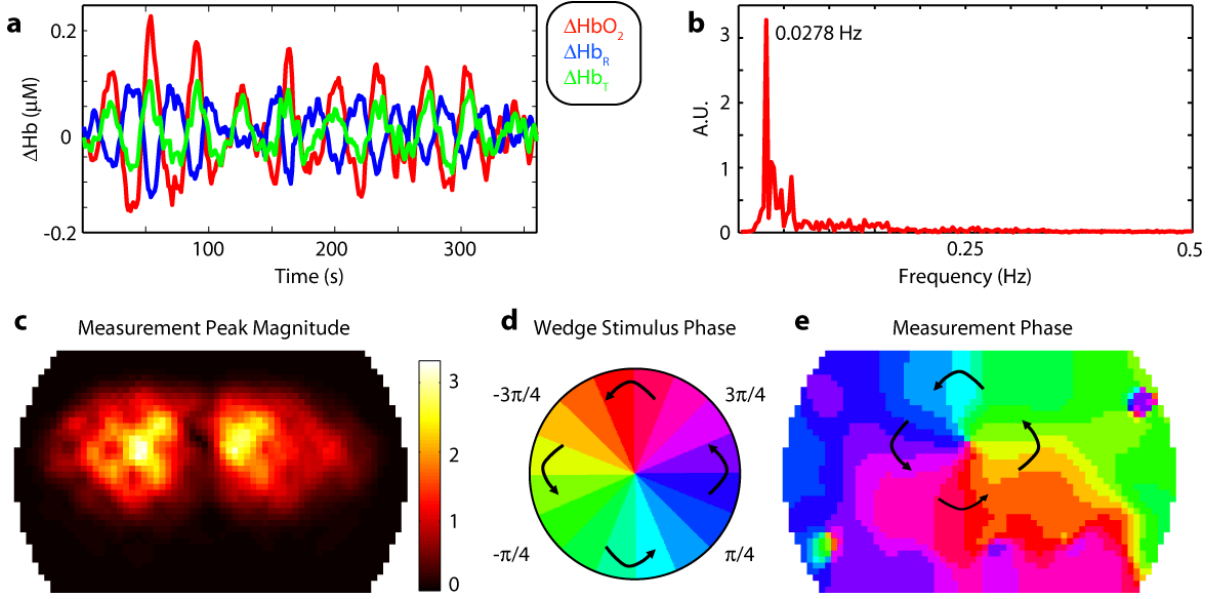 a
0.2
0
-0.2
ΔHb (μM)
100
200
300
Time (s)
ΔHbO2
ΔHbR
ΔHbT
b
0.0278 Hz
3
2
1
0
A.U.
0.25
0.5
Frequency (Hz)
c
Measurement Peak Magnitude
3
2
1
0
d
Wedge Stimulus Phase
-3π/4
3π/4
-π/4
π/4
e
Measurement Phase